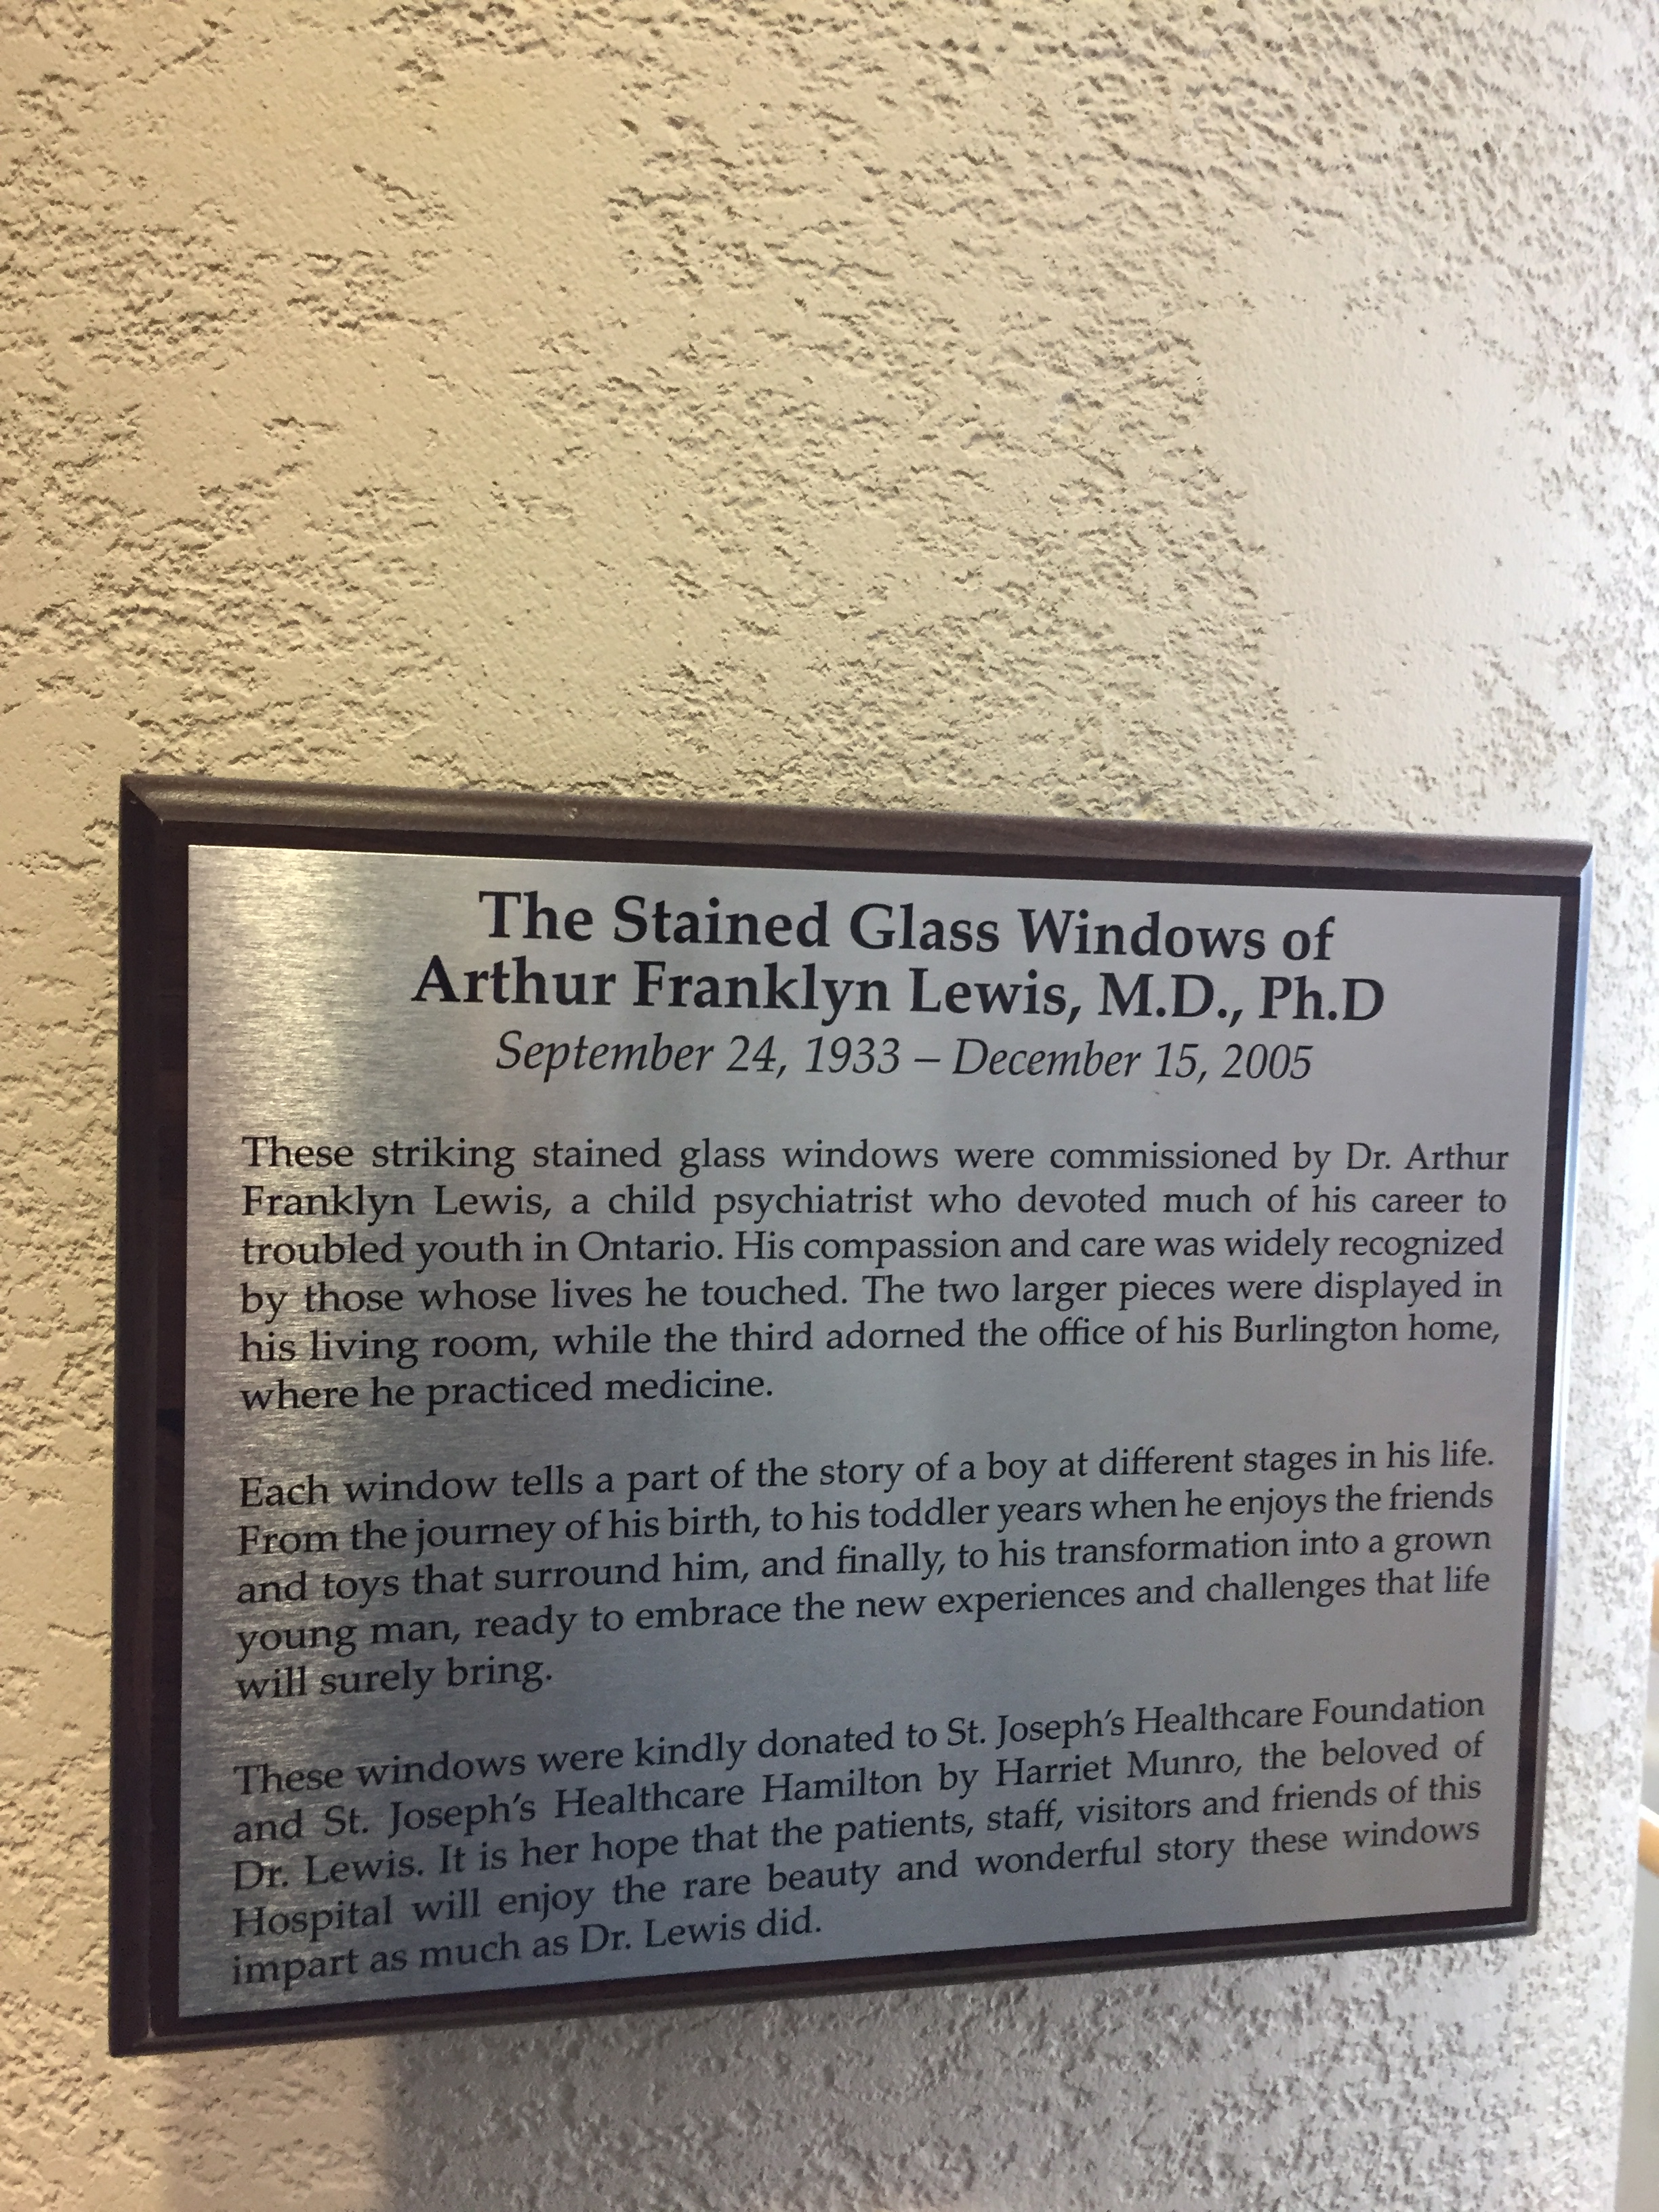 The Stained Glass Windows of
Arthur Franklyn Lewis, M.D., Ph.D
September 24, 1933 – December 15, 2005
These striking stained glass windows were commissioned by Dr. Arthur
Franklyn Lewis, a child psychiatrist who devoted much of his career to
troubled youth in Ontario. His compassion and care was widely recognized
by those whose lives he touched. The two larger pieces were displayed in
his living room, while the third adorned the office of his Burlington home,
where he practiced medicine.
Each window tells a part of the story of a boy at different stages in his life.
From the journey of his birth, to his toddler years when he enjoys the friends
and toys that surround him, and finally, to his transformation into a grown
young man, ready to embrace the new experiences and challenges that life
will surely bring.
These windows were kindly donated to St. Joseph's Healthcare Foundation
and St. Joseph's Healthcare Hamilton by Harriet Munro, the beloved of
Dr. Lewis. It is her hope that the patients, staff, visitors and friends of this
Hospital will enjoy the rare beauty and wonderful story these windows
impart as much as Dr. Lewis did.